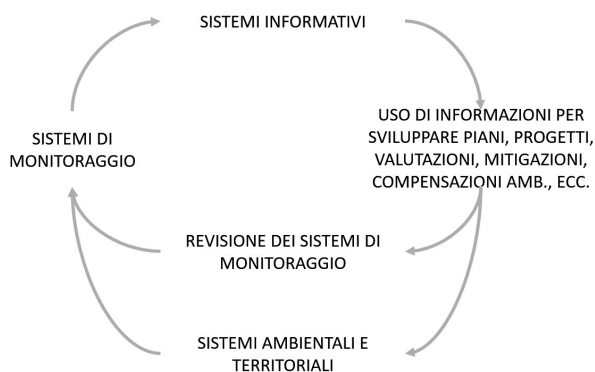 SISTEMI INFORMATIVI
USO DI INFORMAZIONI PER
SVILUPPARE PIANI, PROGETTI,
VALUTAZIONI, MITIGAZIONI,
COMPENSAZIONI AMB., ECC.
SISTEMI DI
MONITORAGGIO
REVISIONE DEI SISTEMI DI
MONITORAGGIO
SISTEMI AMBIENTALI E
TERRITORIALI